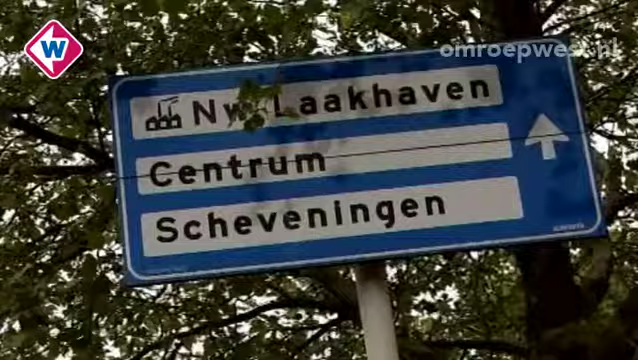 W
omroepwest.nl
Nw. Laakhaven
Centrum
Scheveningen